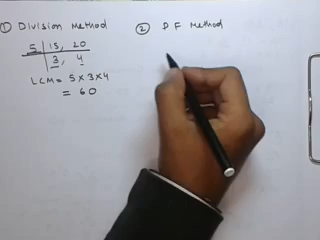 ① Division Method
5 | 15, 20
3, 4
LCM = 5 × 3 × 4
= 60
② P F Method